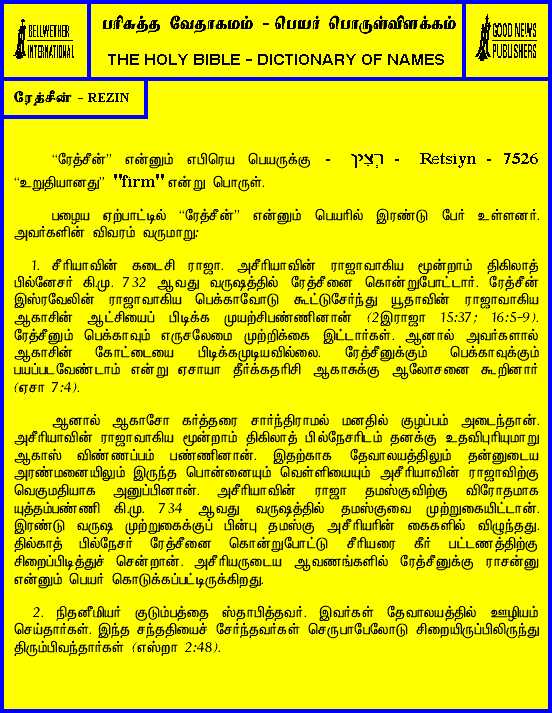 BELLWETHER
INTERNATIONAL
பரிசுத்த வேதாகமம் - பெயர் பொருள்விளக்கம்
THE HOLY BIBLE - DICTIONARY OF NAMES
GOOD NEWS
PUBLISHERS
ரேத்சீன் - REZIN
"ரேத்சீன்" என்னும் எபிரெய பெயருக்கு - רְצִין - Retsiyn - 7526
"உறுதியானது" "firm" என்று பொருள்.
பழைய ஏற்பாட்டில் "ரேத்சீன்" என்னும் பெயரில் இரண்டு பேர் உள்ளனர்.
அவர்களின் விவரம் வருமாறு:
1. சீரியாவின் கடைசி ராஜா. அசீரியாவின் ராஜாவாகிய மூன்றாம் திகிலாத்
பில்னேசர் கி.மு. 732 ஆவது வருஷத்தில் ரேத்சீனை கொன்றுபோட்டார். ரேத்சீன்
இஸ்ரவேலின் ராஜாவாகிய பெக்காவோடு கூட்டுசேர்ந்து யூதாவின் ராஜாவாகிய
ஆகாசின் ஆட்சியைப் பிடிக்க முயற்சிபண்ணினான் (2இராஜா 15:37; 16:5-9).
ரேத்சீனும் பெக்காவும் எருசலேமை முற்றிக்கை இட்டார்கள். ஆனால் அவர்களால்
ஆகாசின் கோட்டையை பிடிக்கமுடியவில்லை. ரேத்சீனுக்கும் பெக்காவுக்கும்
பயப்படவேண்டாம் என்று ஏசாயா தீர்க்கதரிசி ஆகாசுக்கு ஆலோசனை கூறினார்
(ஏசா 7:4).
ஆனால் ஆகாசோ கர்த்தரை சார்ந்திராமல் மனதில் குழப்பம் அடைந்தான்.
அசீரியாவின் ராஜாவாகிய மூன்றாம் திகிலாத் பில்நேசரிடம் தனக்கு உதவிபுரியுமாறு
ஆகாஸ் விண்ணப்பம் பண்ணினான். இதற்காக தேவாலயத்திலும் தன்னுடைய
அரண்மனையிலும் இருந்த பொன்னையும் வெள்ளியையும் அசீரியாவின் ராஜாவிற்கு
வெகுமதியாக அனுப்பினான். அசீரியாவின் ராஜா தமஸ்குவிற்கு விரோதமாக
யுத்தம்பண்ணி கி.மு. 734 ஆவது வருஷத்தில் தமஸ்குவை முற்றுகையிட்டான்.
இரண்டு வருஷ முற்றுகைக்குப் பின்பு தமஸ்கு அசீரியரின் கைகளில் விழுந்தது.
தில்காத் பில்நேசர் ரேத்சீனை கொன்றுபோட்டு சீரியரை கீர் பட்டணத்திற்கு
சிறைப்பிடித்துச் சென்றான். அசீரியருடைய ஆவணங்களில் ரேத்சீனுக்கு ராசன்னு
என்னும் பெயர் கொடுக்கப்பட்டிருக்கிறது.
2. நிதனீமியர் குடும்பத்தை ஸ்தாபித்தவர். இவர்கள் தேவாலயத்தில் ஊழியம்
செய்தார்கள். இந்த சந்ததியைச் சேர்ந்தவர்கள் செருபாபேலோடு சிறையிருப்பிலிருந்து
திரும்பிவந்தார்கள் (எஸ்றா 2:48).